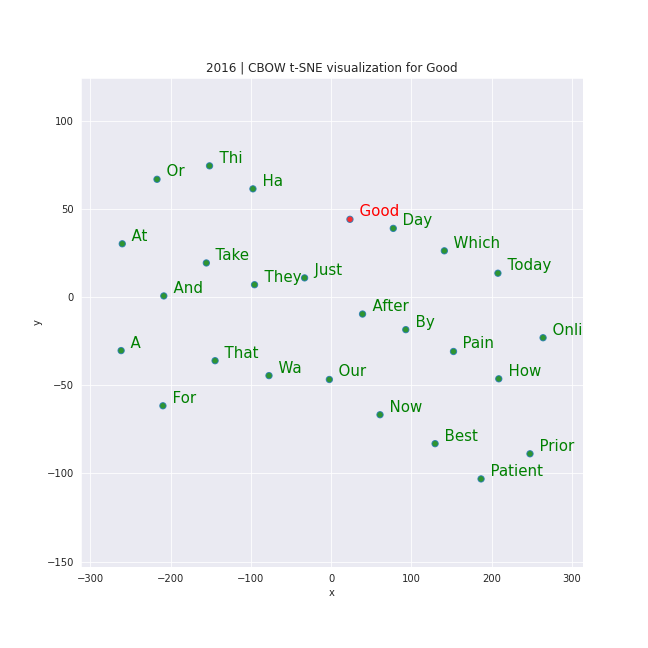 2016 | CBOW t-SNE visualization for Good
100
50
0
−50
−100
−150
y
Thi
Or
Ha
Good
Day
At
Which
Take
Today
They
Just
And
After
By
Onli
A
Pain
That
Wa
Our
How
For
Now
Best
Prior
Patient
−300
−200
−100
0
100
200
300
x